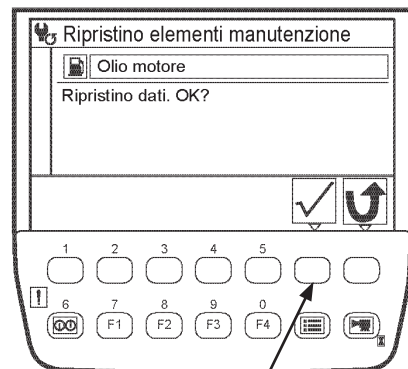 Ripristino elementi manutenzione
Olio motore
Ripristino dati. OK?
1 2 3 4 5
6 7 8 9 0
F1 F2 F3 F4